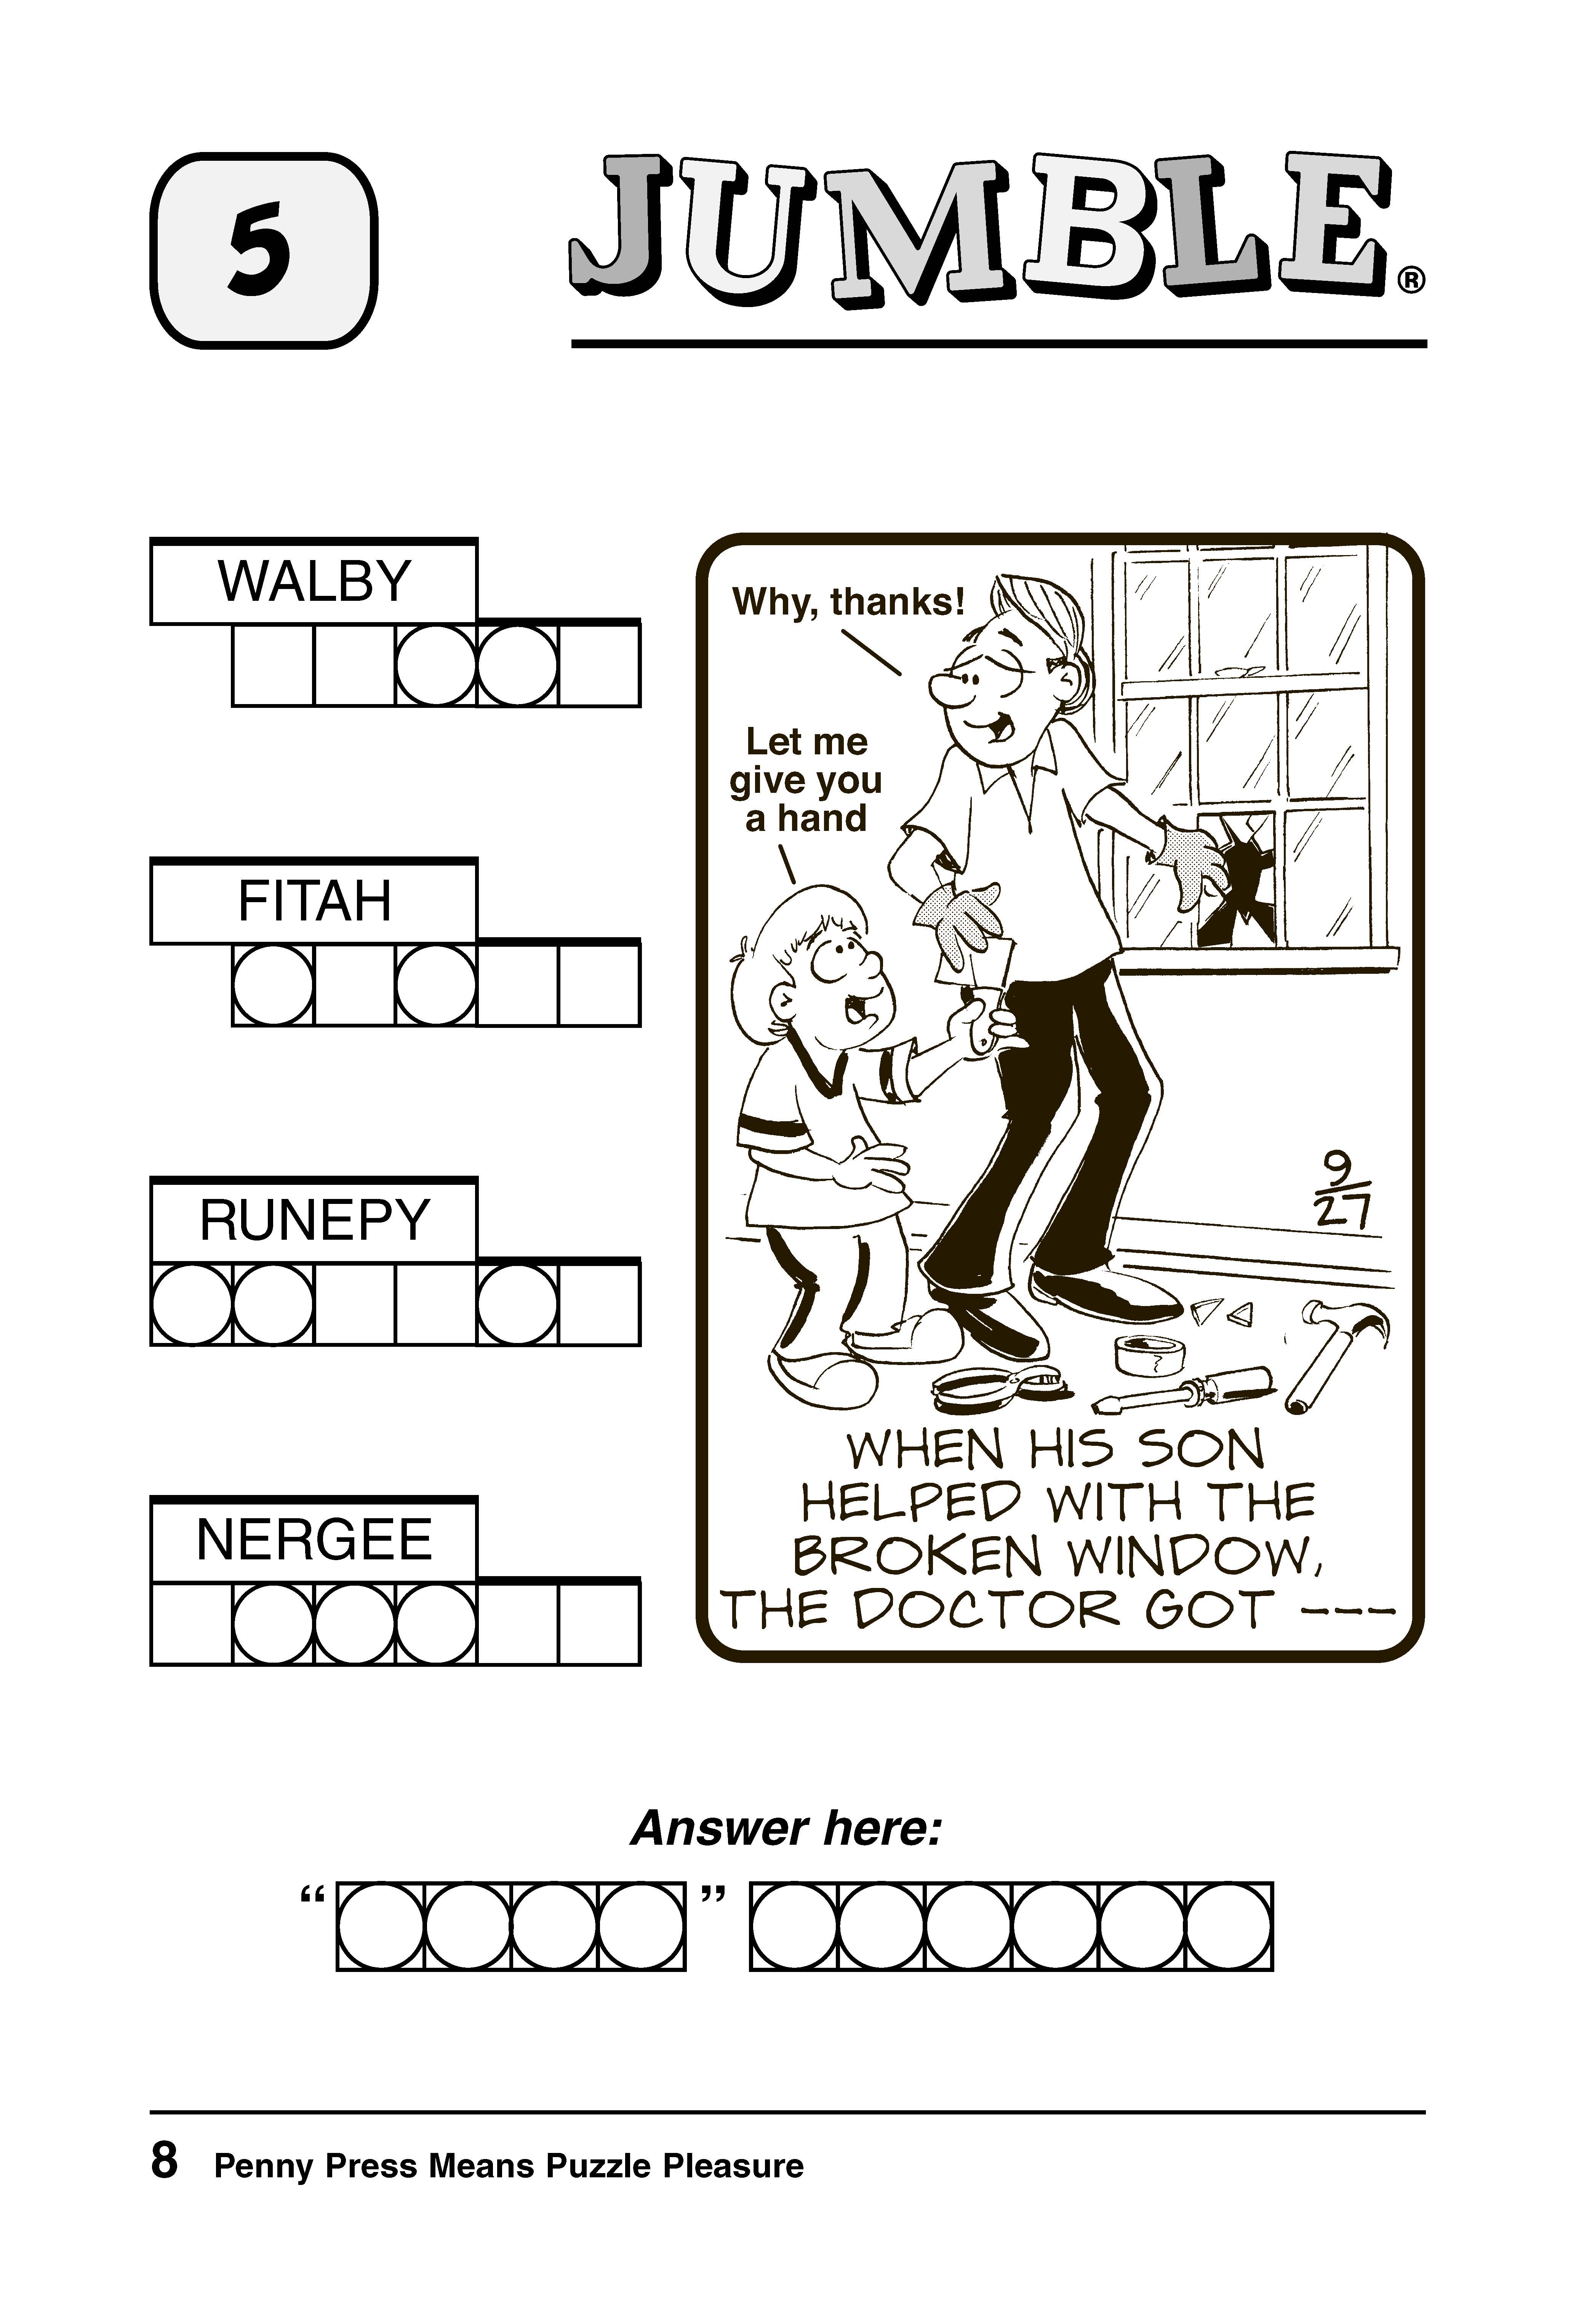 5
JUMBLE®
WALBY
FITAH
RUNEPY
NERGEE
Why, thanks!
Let me
give you
a hand
9
27
WHEN HIS SON
HELPED WITH THE
BROKEN WINDOW,
THE DOCTOR GOT ---
Answer here:
“ ”
8 Penny Press Means Puzzle Pleasure